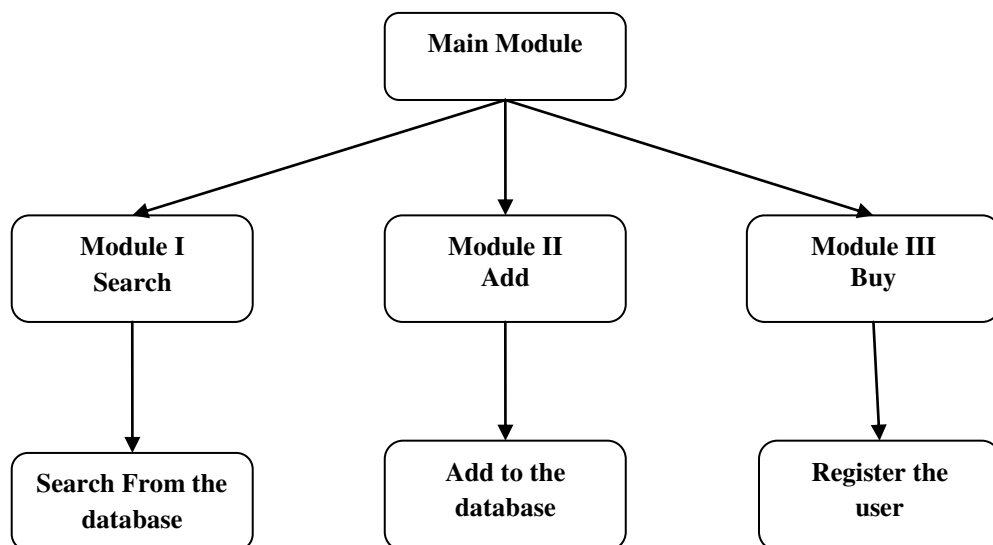 Main Module
Module I
Search
Module II
Add
Module III
Buy
Search From the
database
Add to the
database
Register the
user